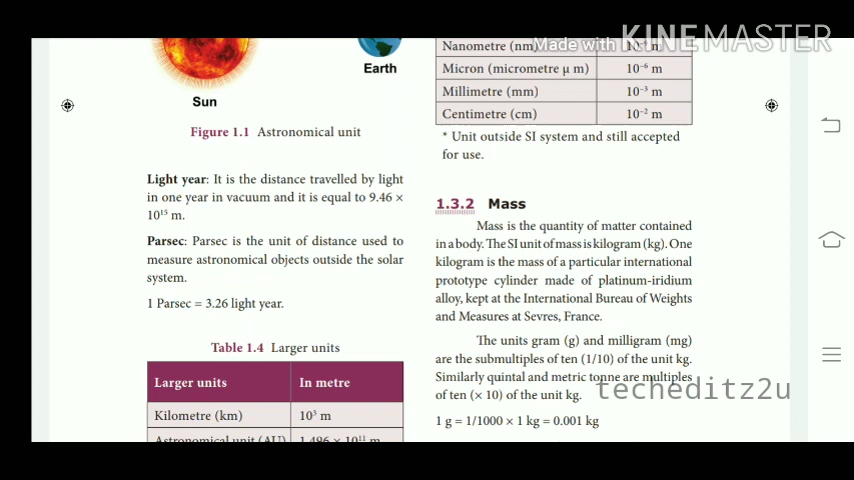 Made with KINEMASTER
Sun
Earth
Figure 1.1 Astronomical unit
Light year: It is the distance travelled by light
in one year in vacuum and it is equal to 9.46 ×
10¹⁵ m.
Parsec: Parsec is the unit of distance used to
measure astronomical objects outside the solar
system.
1 Parsec = 3.26 light year.
Table 1.4 Larger units
Larger units In metre
Kilometre (km) 10³ m
Astronomical unit (AU) 1.496 × 10¹¹ m
Nanometre (nm) m
Micron (micrometre µ m) 10⁻⁶ m
Millimetre (mm) 10⁻³ m
Centimetre (cm) 10⁻² m
* Unit outside SI system and still accepted
for use.
1.3.2 Mass
Mass is the quantity of matter contained
in a body. The SI unit of mass is kilogram (kg). One
kilogram is the mass of a particular international
prototype cylinder made of platinum-iridium
alloy, kept at the International Bureau of Weights
and Measures at Sevres, France.
The units gram (g) and milligram (mg)
are the submultiples of ten (1/10) of the unit kg.
Similarly quintal and metric tonne are multiples
of ten (× 10) of the unit kg.
1 g = 1/1000 × 1 kg = 0.001 kg
techeditz2u